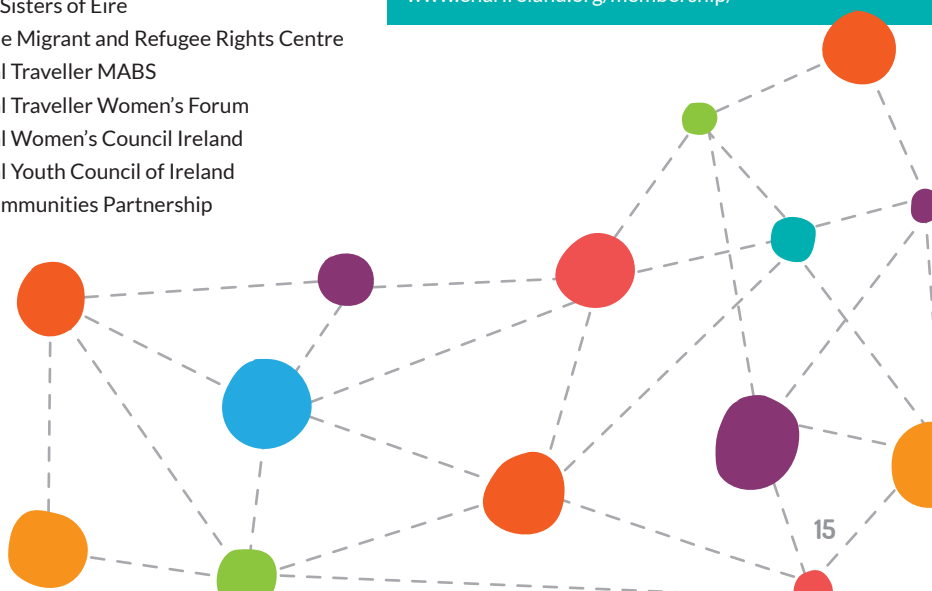 Sisters of Éire
e Migrant and Refugee Rights Centre
l Traveller MABS
l Traveller Women’s Forum
l Women’s Council Ireland
l Youth Council of Ireland
mmunities Partnership
15